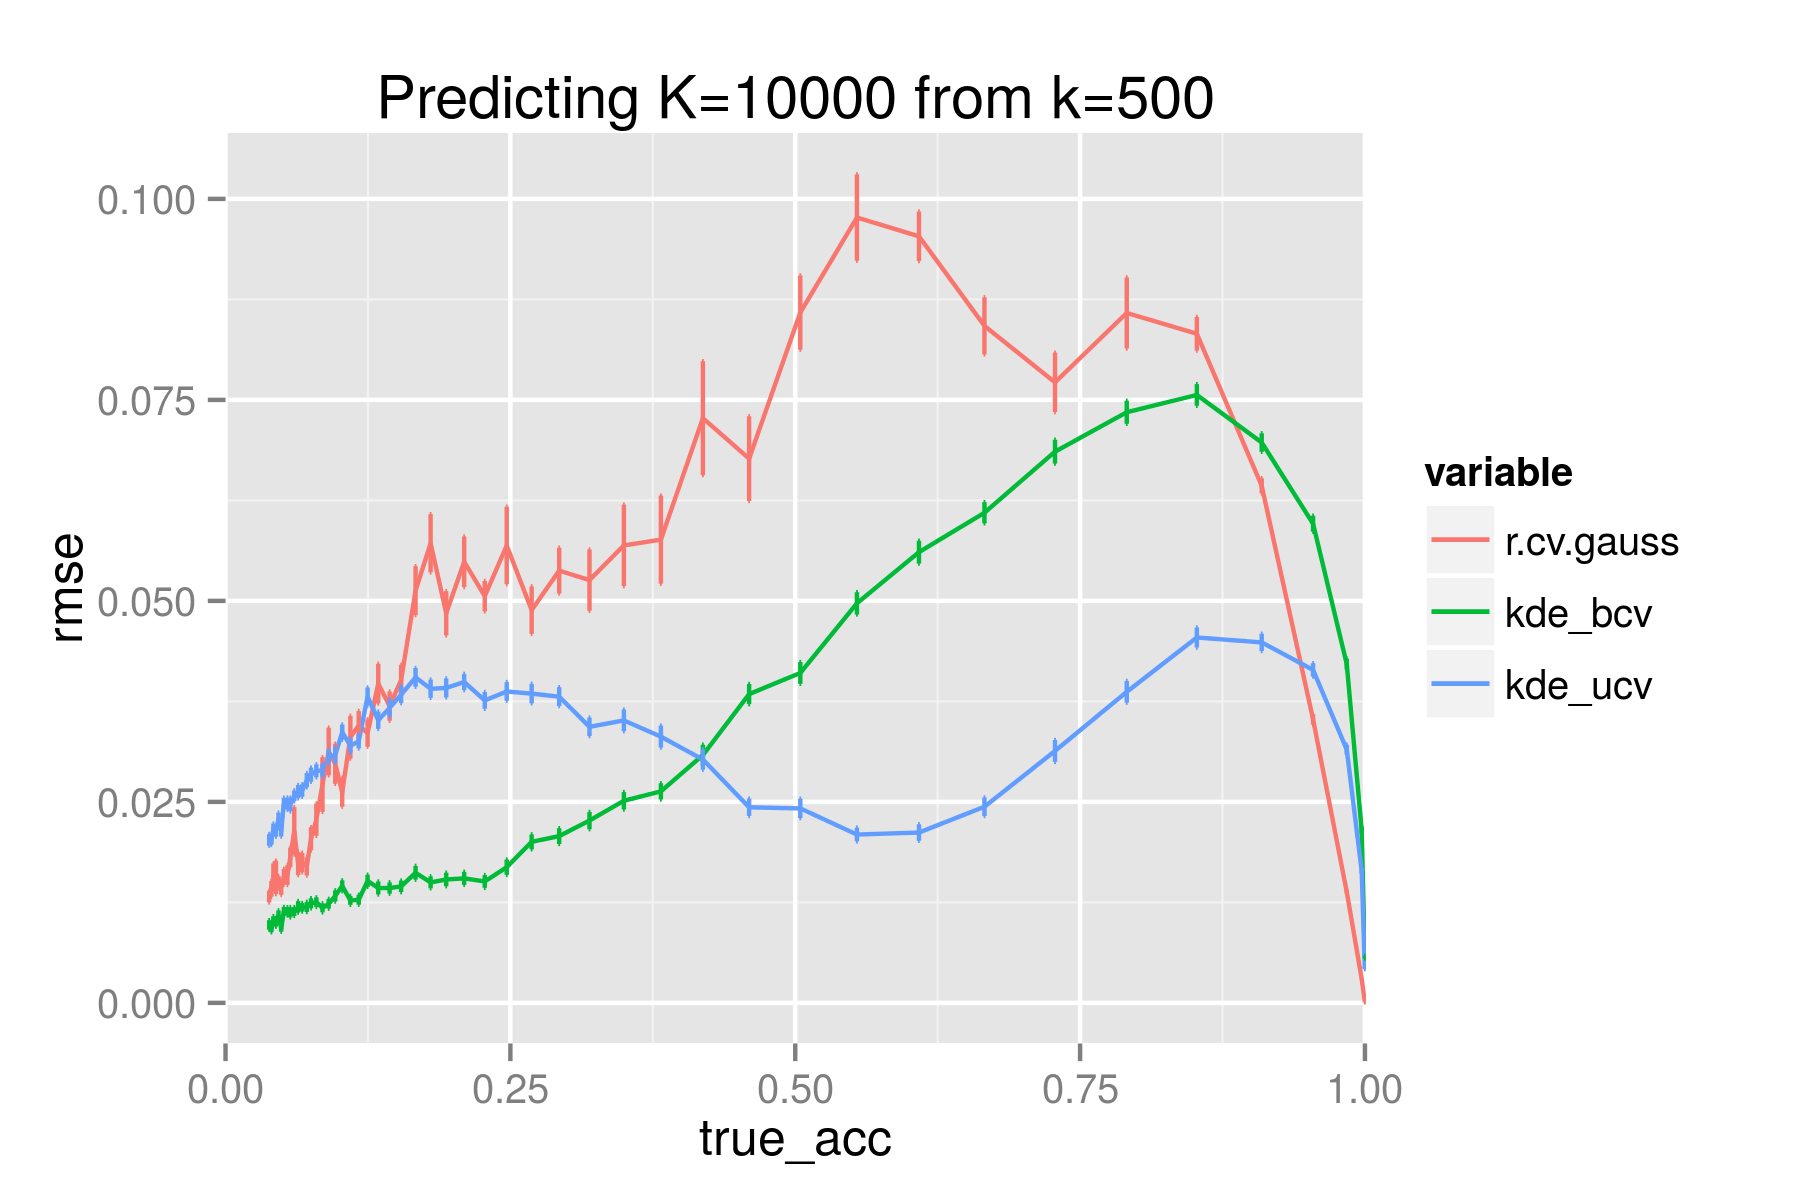 Predicting K=10000 from k=500
0.100
0.075
0.050
0.025
0.000
rmse
0.00 0.25 0.50 0.75 1.00
true_acc
variable
r.cv.gauss
kde_bcv
kde_ucv